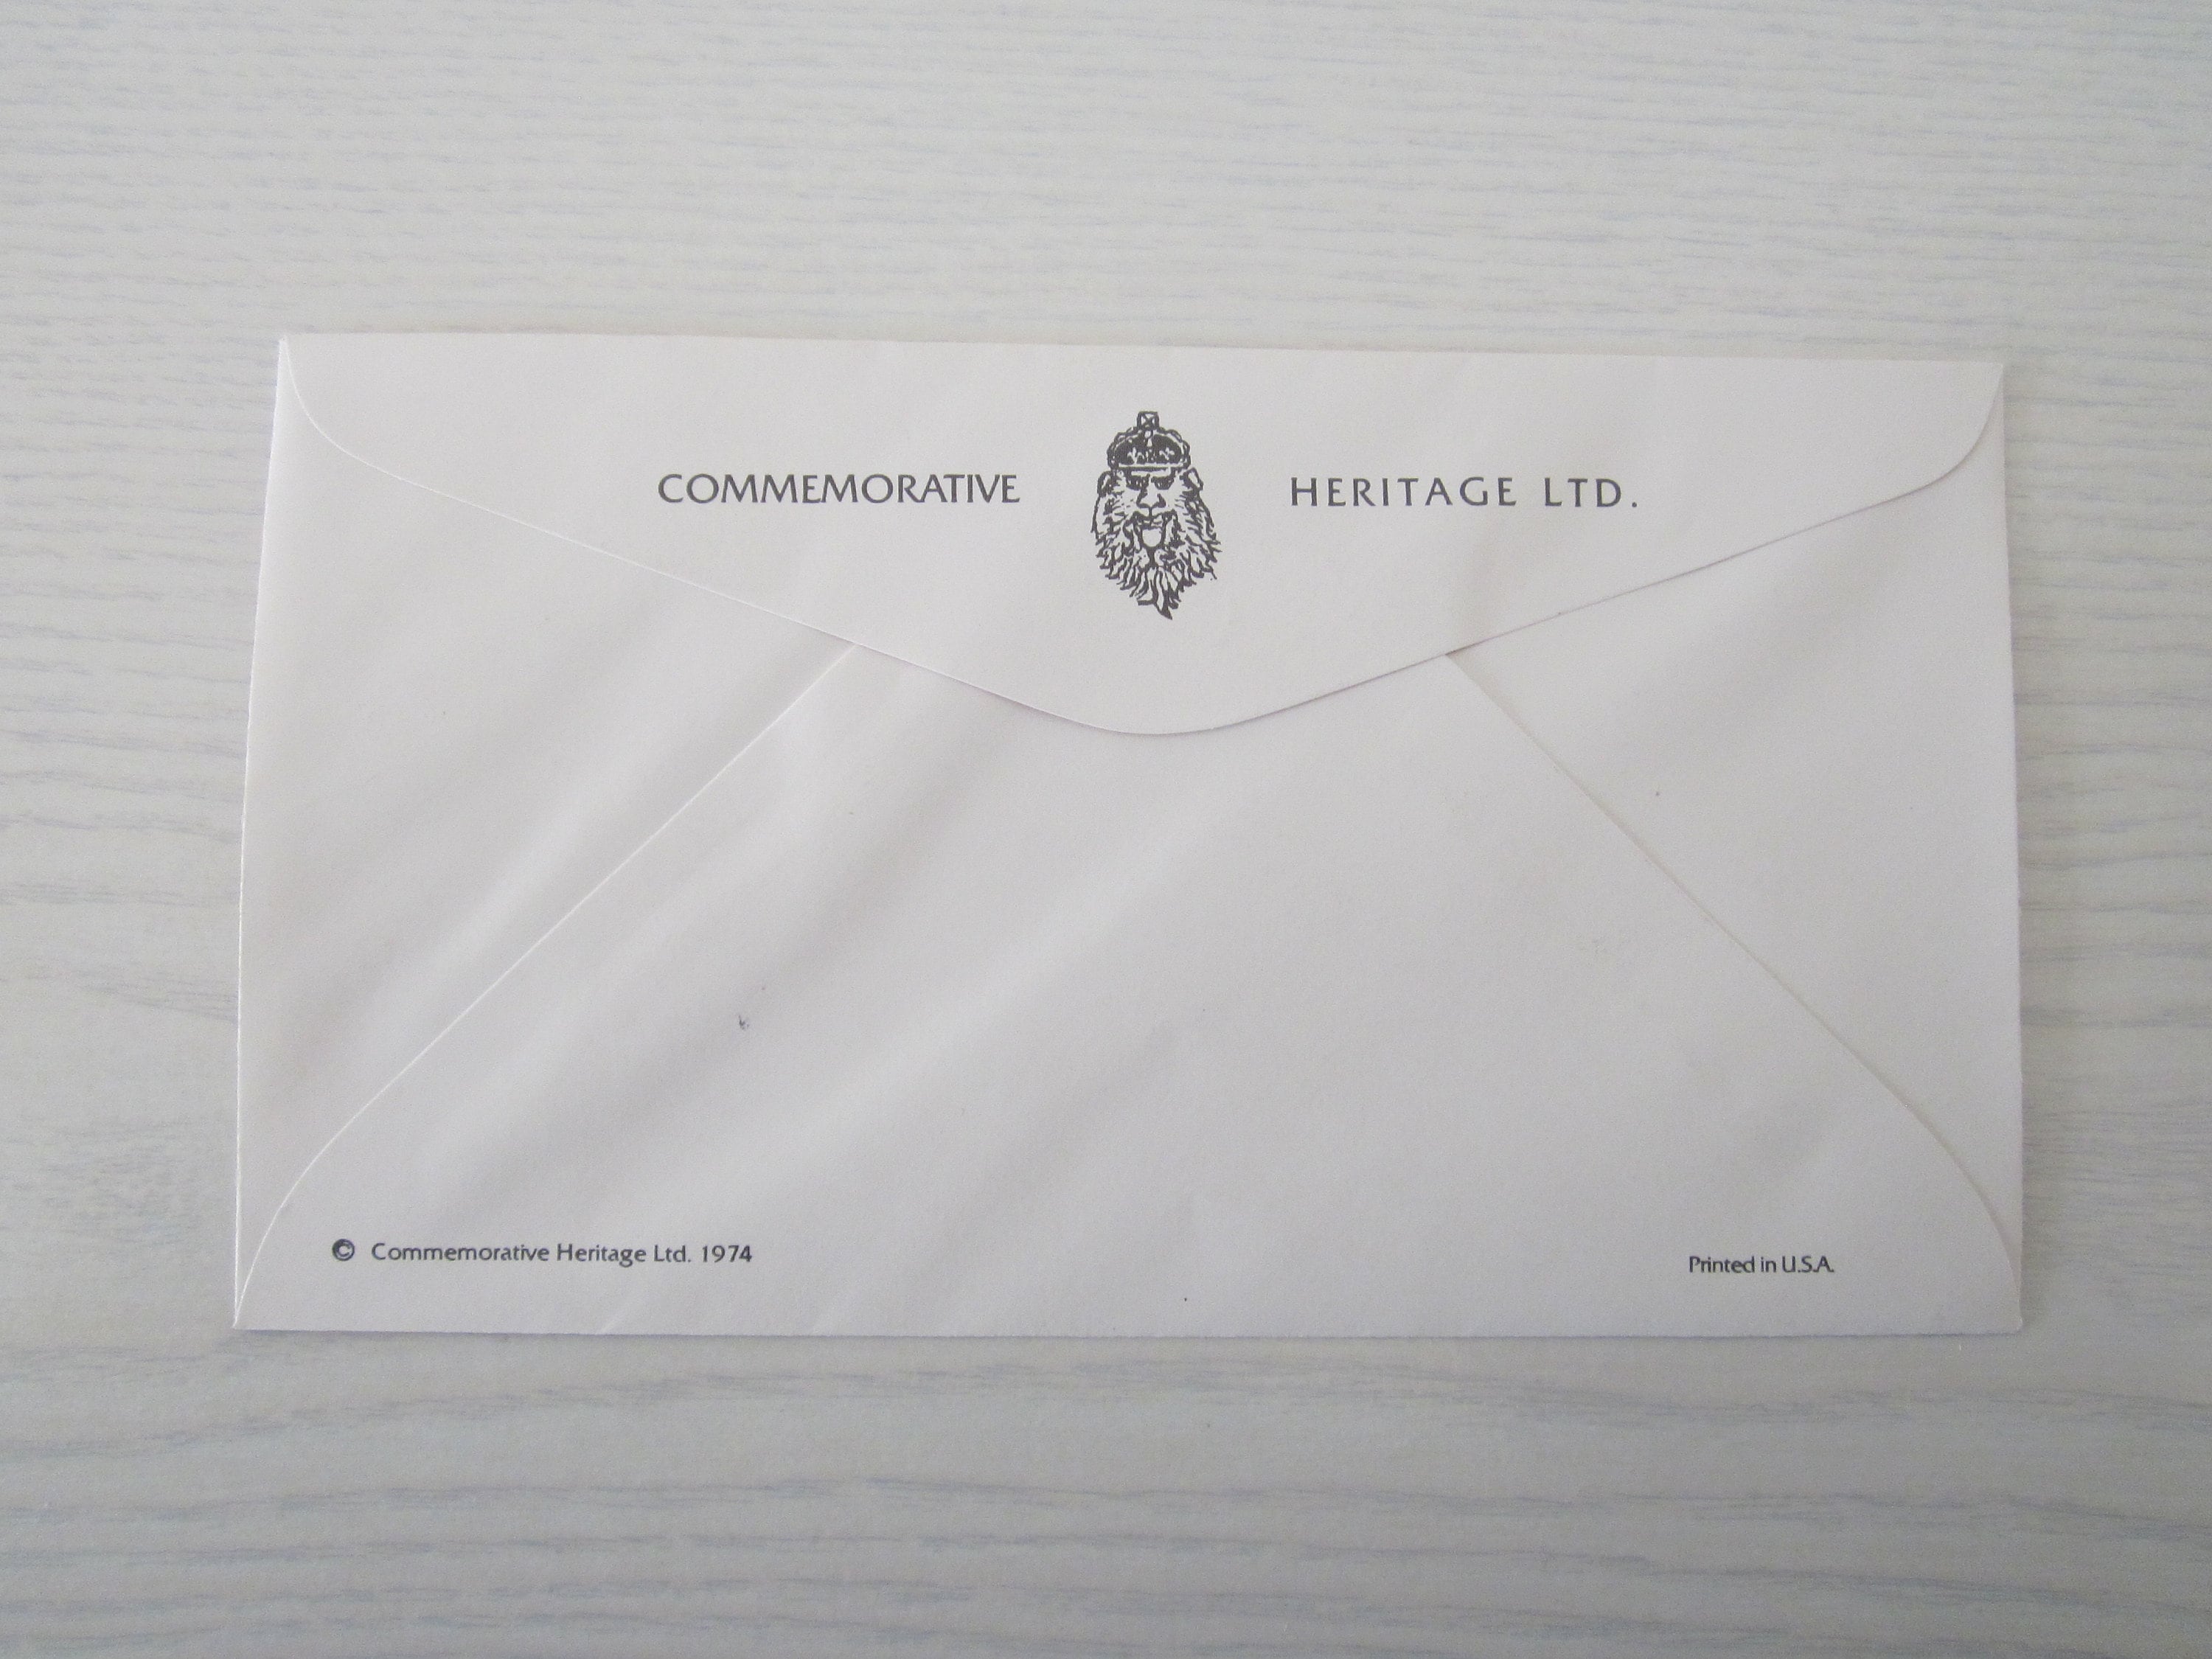 COMMEMORATIVE HERITAGE LTD.
© Commemorative Heritage Ltd. 1974
Printed in U.S.A.